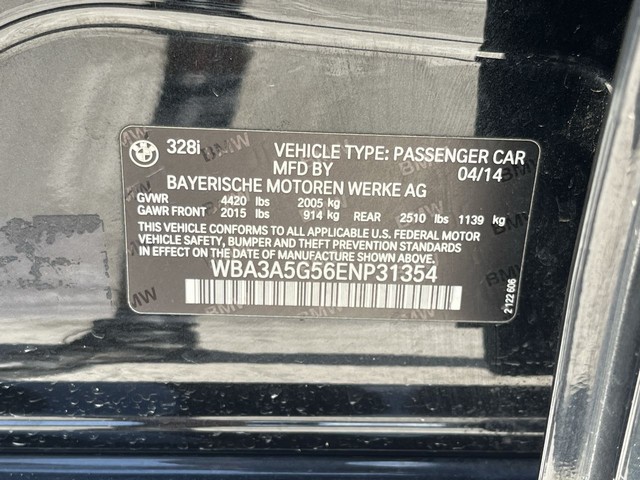 328i VEHICLE TYPE: PASSENGER CAR
MFD BY 04/14
BAYERISCHE MOTOREN WERKE AG
GVWR 4420 lbs 2005 kg
GAWR FRONT 2015 lbs 914 kg REAR 2510 lbs 1139 kg
THIS VEHICLE CONFORMS TO ALL APPLICABLE U.S. FEDERAL MOTOR
VEHICLE SAFETY, BUMPER AND THEFT PREVENTION STANDARDS
IN EFFECT ON THE DATE OF MANUFACTURE SHOWN ABOVE.
WBA3A5G56ENP31354
2 122 606